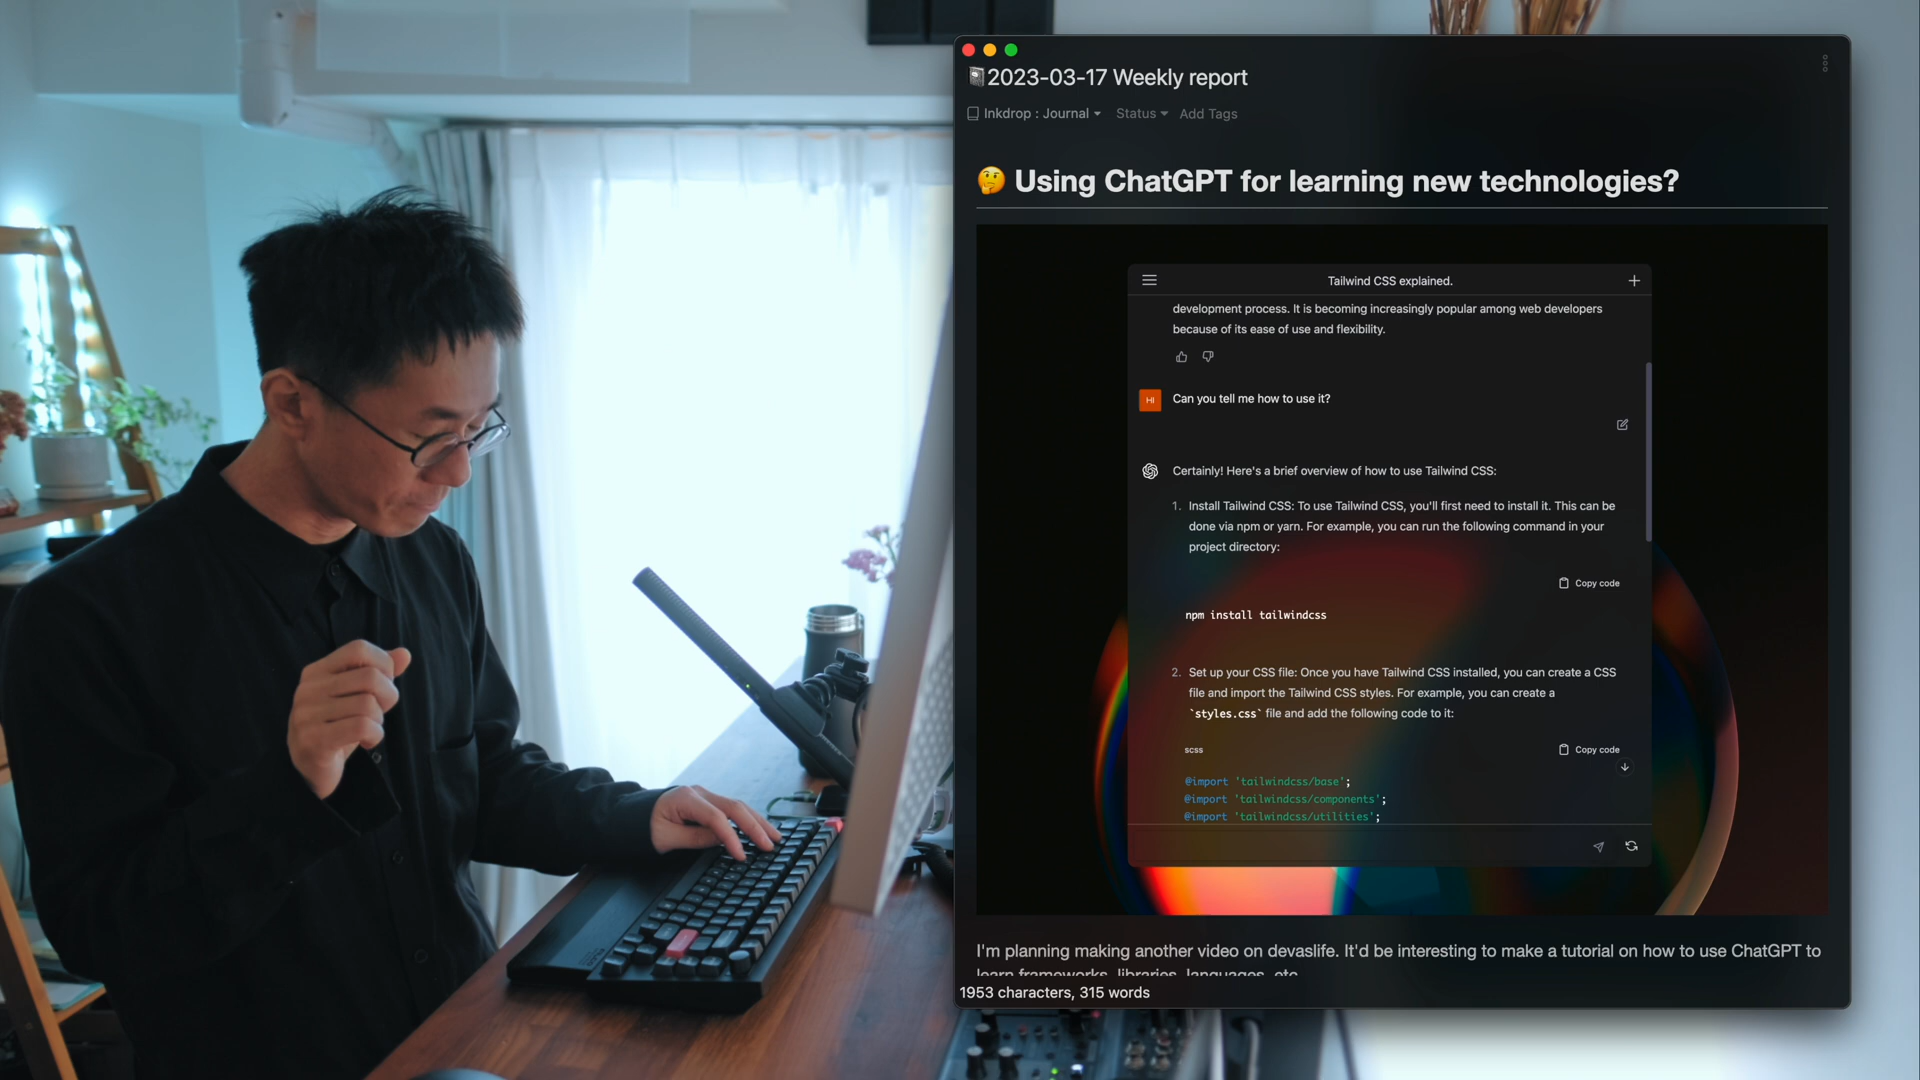 2023-03-17 Weekly report
Inkdrop : Journal Status Add Tags
🤔 Using ChatGPT for learning new technologies?
Tailwind CSS explained.
development process. It is becoming increasingly popular among web developers
because of its ease of use and flexibility.
HI Can you tell me how to use it?
Certainly! Here's a brief overview of how to use Tailwind CSS:
1. Install Tailwind CSS: To use Tailwind CSS, you'll first need to install it. This can be
done via npm or yarn. For example, you can run the following command in your
project directory:
Copy code
npm install tailwindcss
2. Set up your CSS file: Once you have Tailwind CSS installed, you can create a CSS
file and import the Tailwind CSS styles. For example, you can create a
`styles.css` file and add the following code to it:
scss Copy code
@import 'tailwindcss/base';
@import 'tailwindcss/components';
@import 'tailwindcss/utilities';
I'm planning making another video on devaslife. It'd be interesting to make a tutorial on how to use ChatGPT to
learn frameworks, libraries, languages, etc.
1953 characters, 315 words